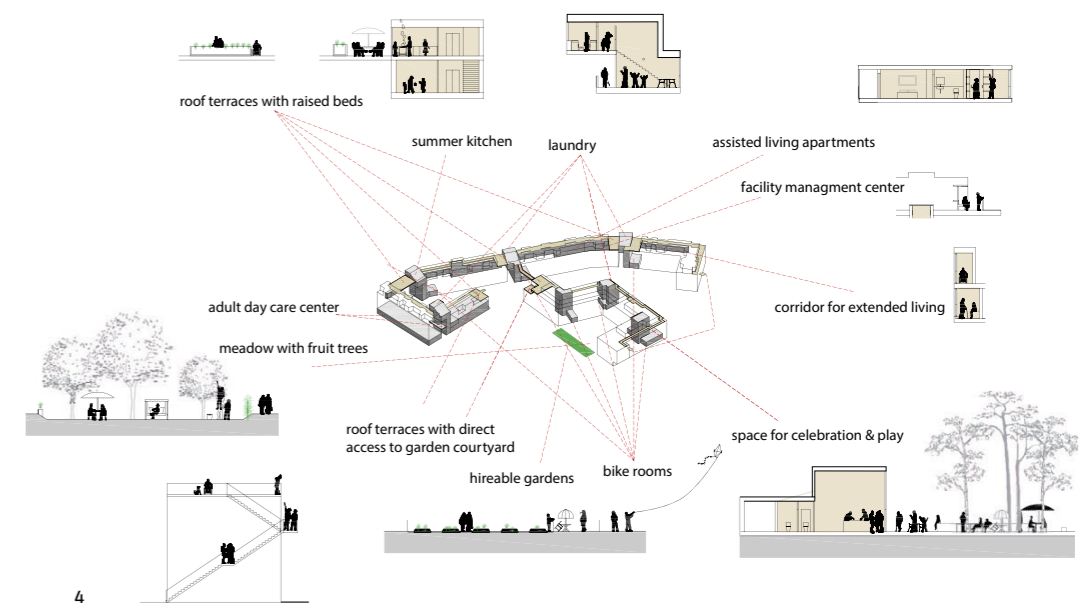 roof terraces with raised beds
summer kitchen
laundry
assisted living apartments
facility managment center
adult day care center
corridor for extended living
meadow with fruit trees
roof terraces with direct
access to garden courtyard
space for celebration & play
hireable gardens
bike rooms
4